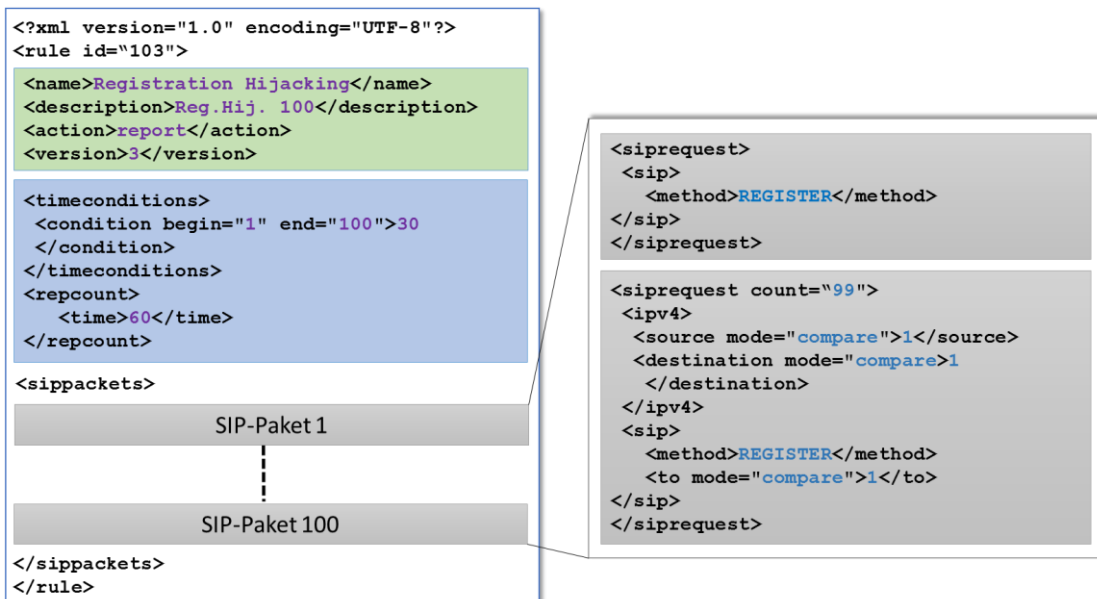 <?xml version="1.0" encoding="UTF-8"?>
<rule id=“103">
<name>Registration Hijacking</name>
<description>Reg.Hij. 100</description>
<action>report</action>
<version>3</version>
<timeconditions>
<condition begin="1" end="100">30
</condition>
</timeconditions>
<repcount>
<time>60</time>
</repcount>
<sippackets>
SIP-Paket 1
SIP-Paket 100
</sippackets>
</rule>
<siprequest>
<sip>
<method>REGISTER</method>
</sip>
</siprequest>
<siprequest count=“99">
<ipv4>
<source mode="compare">1</source>
<destination mode="compare>1
</destination>
</ipv4>
<sip>
<method>REGISTER</method>
<to mode="compare">1</to>
</sip>
</siprequest>